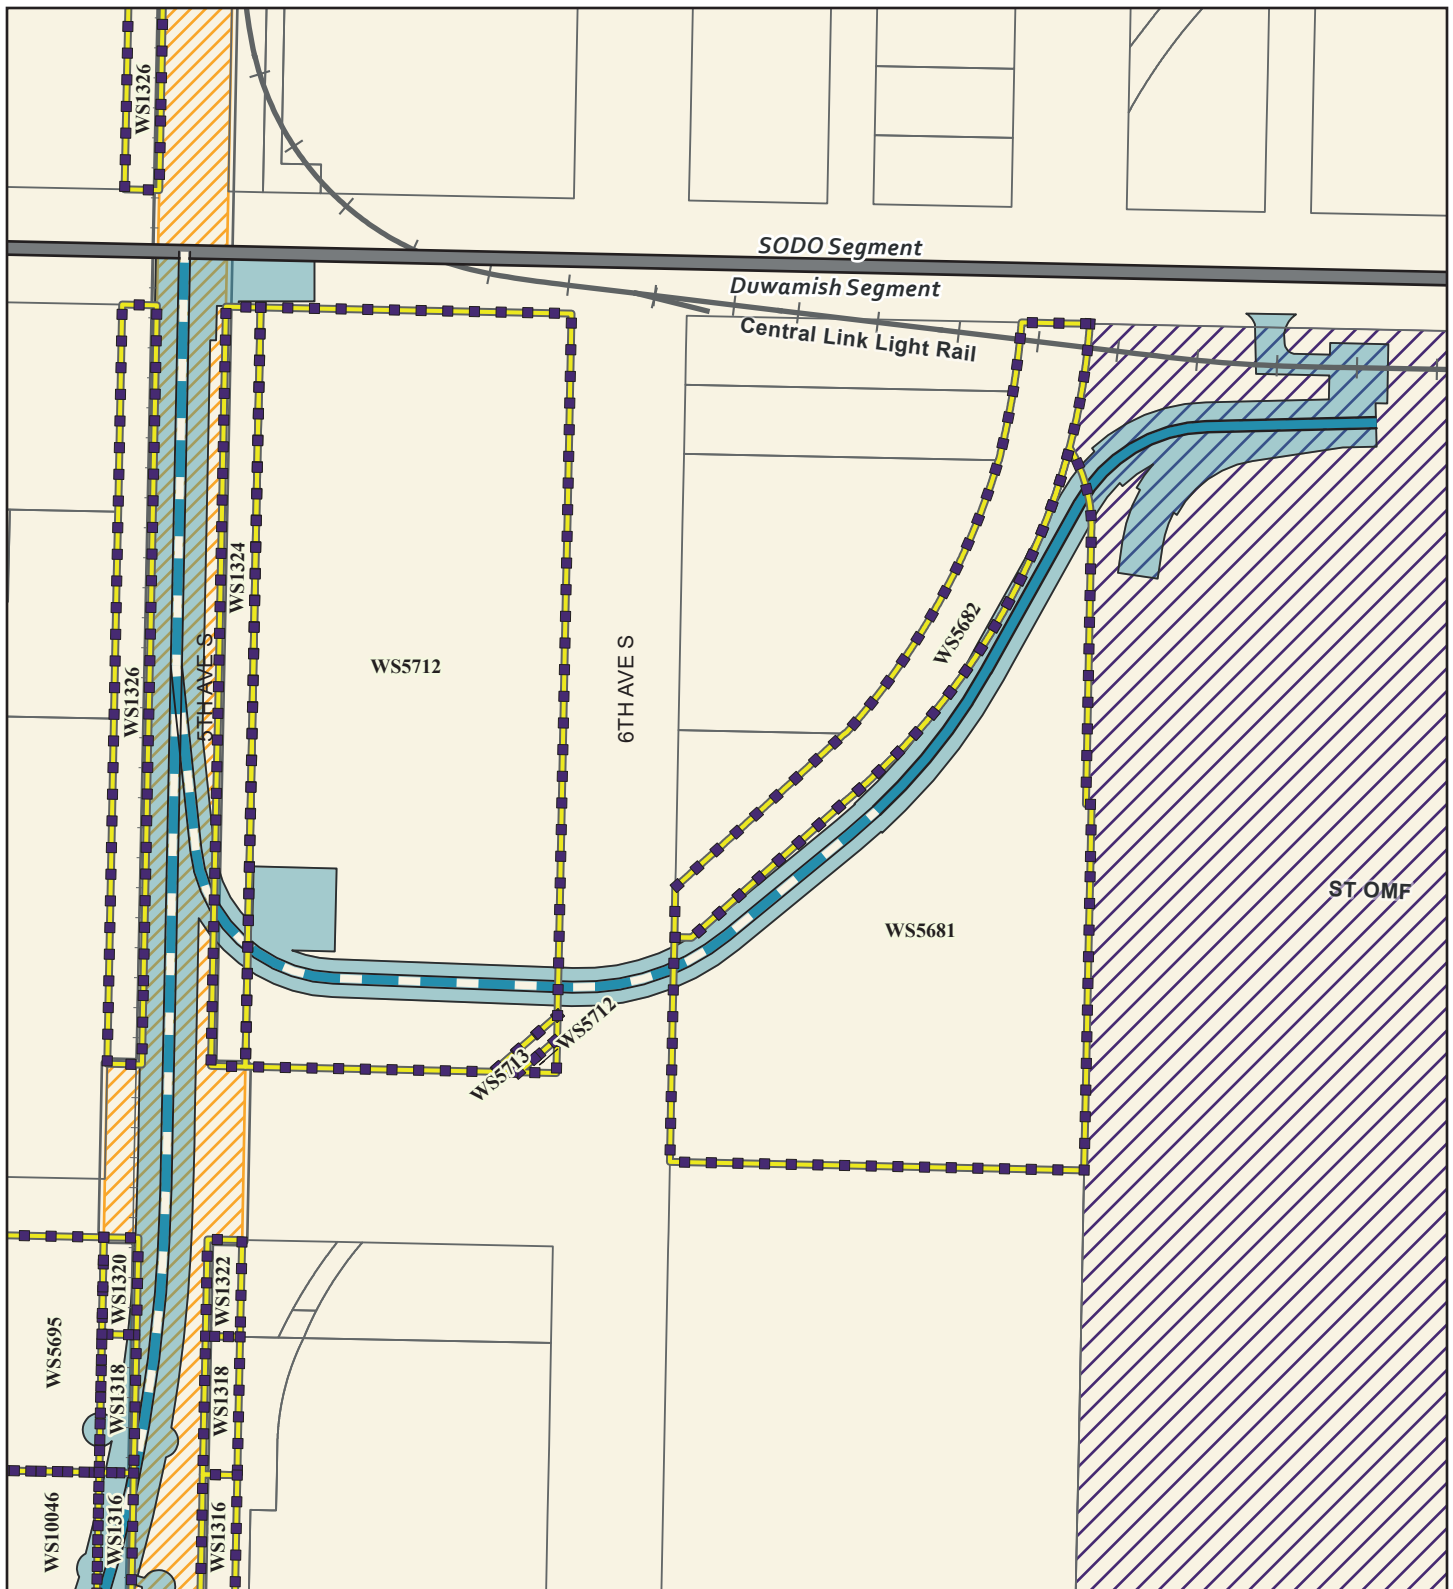 WS1326
SODO Segment
Duwamish Segment
Central Link Light Rail
WS1324
WS5682
5TH AVE S
WS5712
6TH AVE S
WS1326
ST OMF
WS5681
WS5712
WS5713
WS1320
WS1322
WS5695
WS1318
WS1318
WS10046
WS1316
WS1316